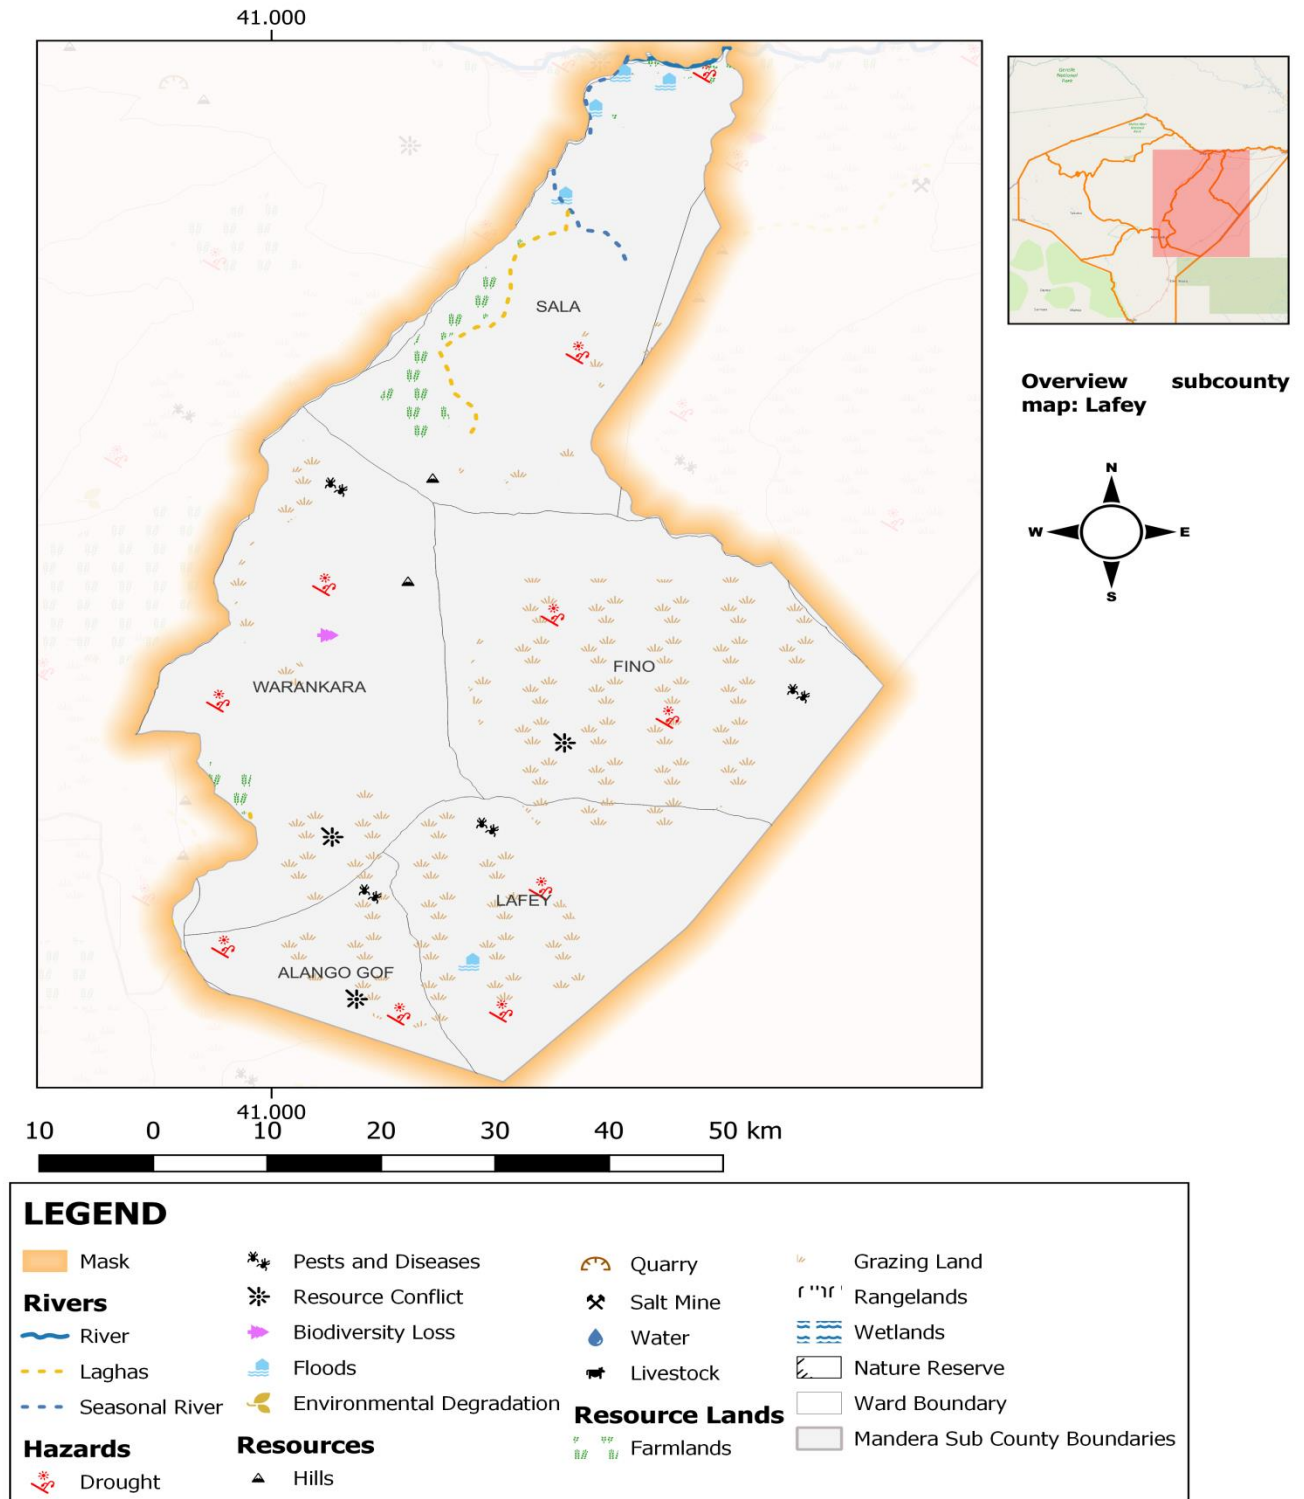 41.000
SALA
WARANKARA
FINO
LAFEY
ALANGO GOF
41.000
10 0 10 20 30 40 50 km
Overview subcounty
map: Lafey
N
W E
S
LEGEND
Mask
Rivers
River
Laghas
Seasonal River
Hazards
Drought
Pests and Diseases
Resource Conflict
Biodiversity Loss
Floods
Environmental Degradation
Resources
Hills
Quarry
Salt Mine
Water
Livestock
Resource Lands
Farmlands
Grazing Land
Rangelands
Wetlands
Nature Reserve
Ward Boundary
Mandera Sub County Boundaries